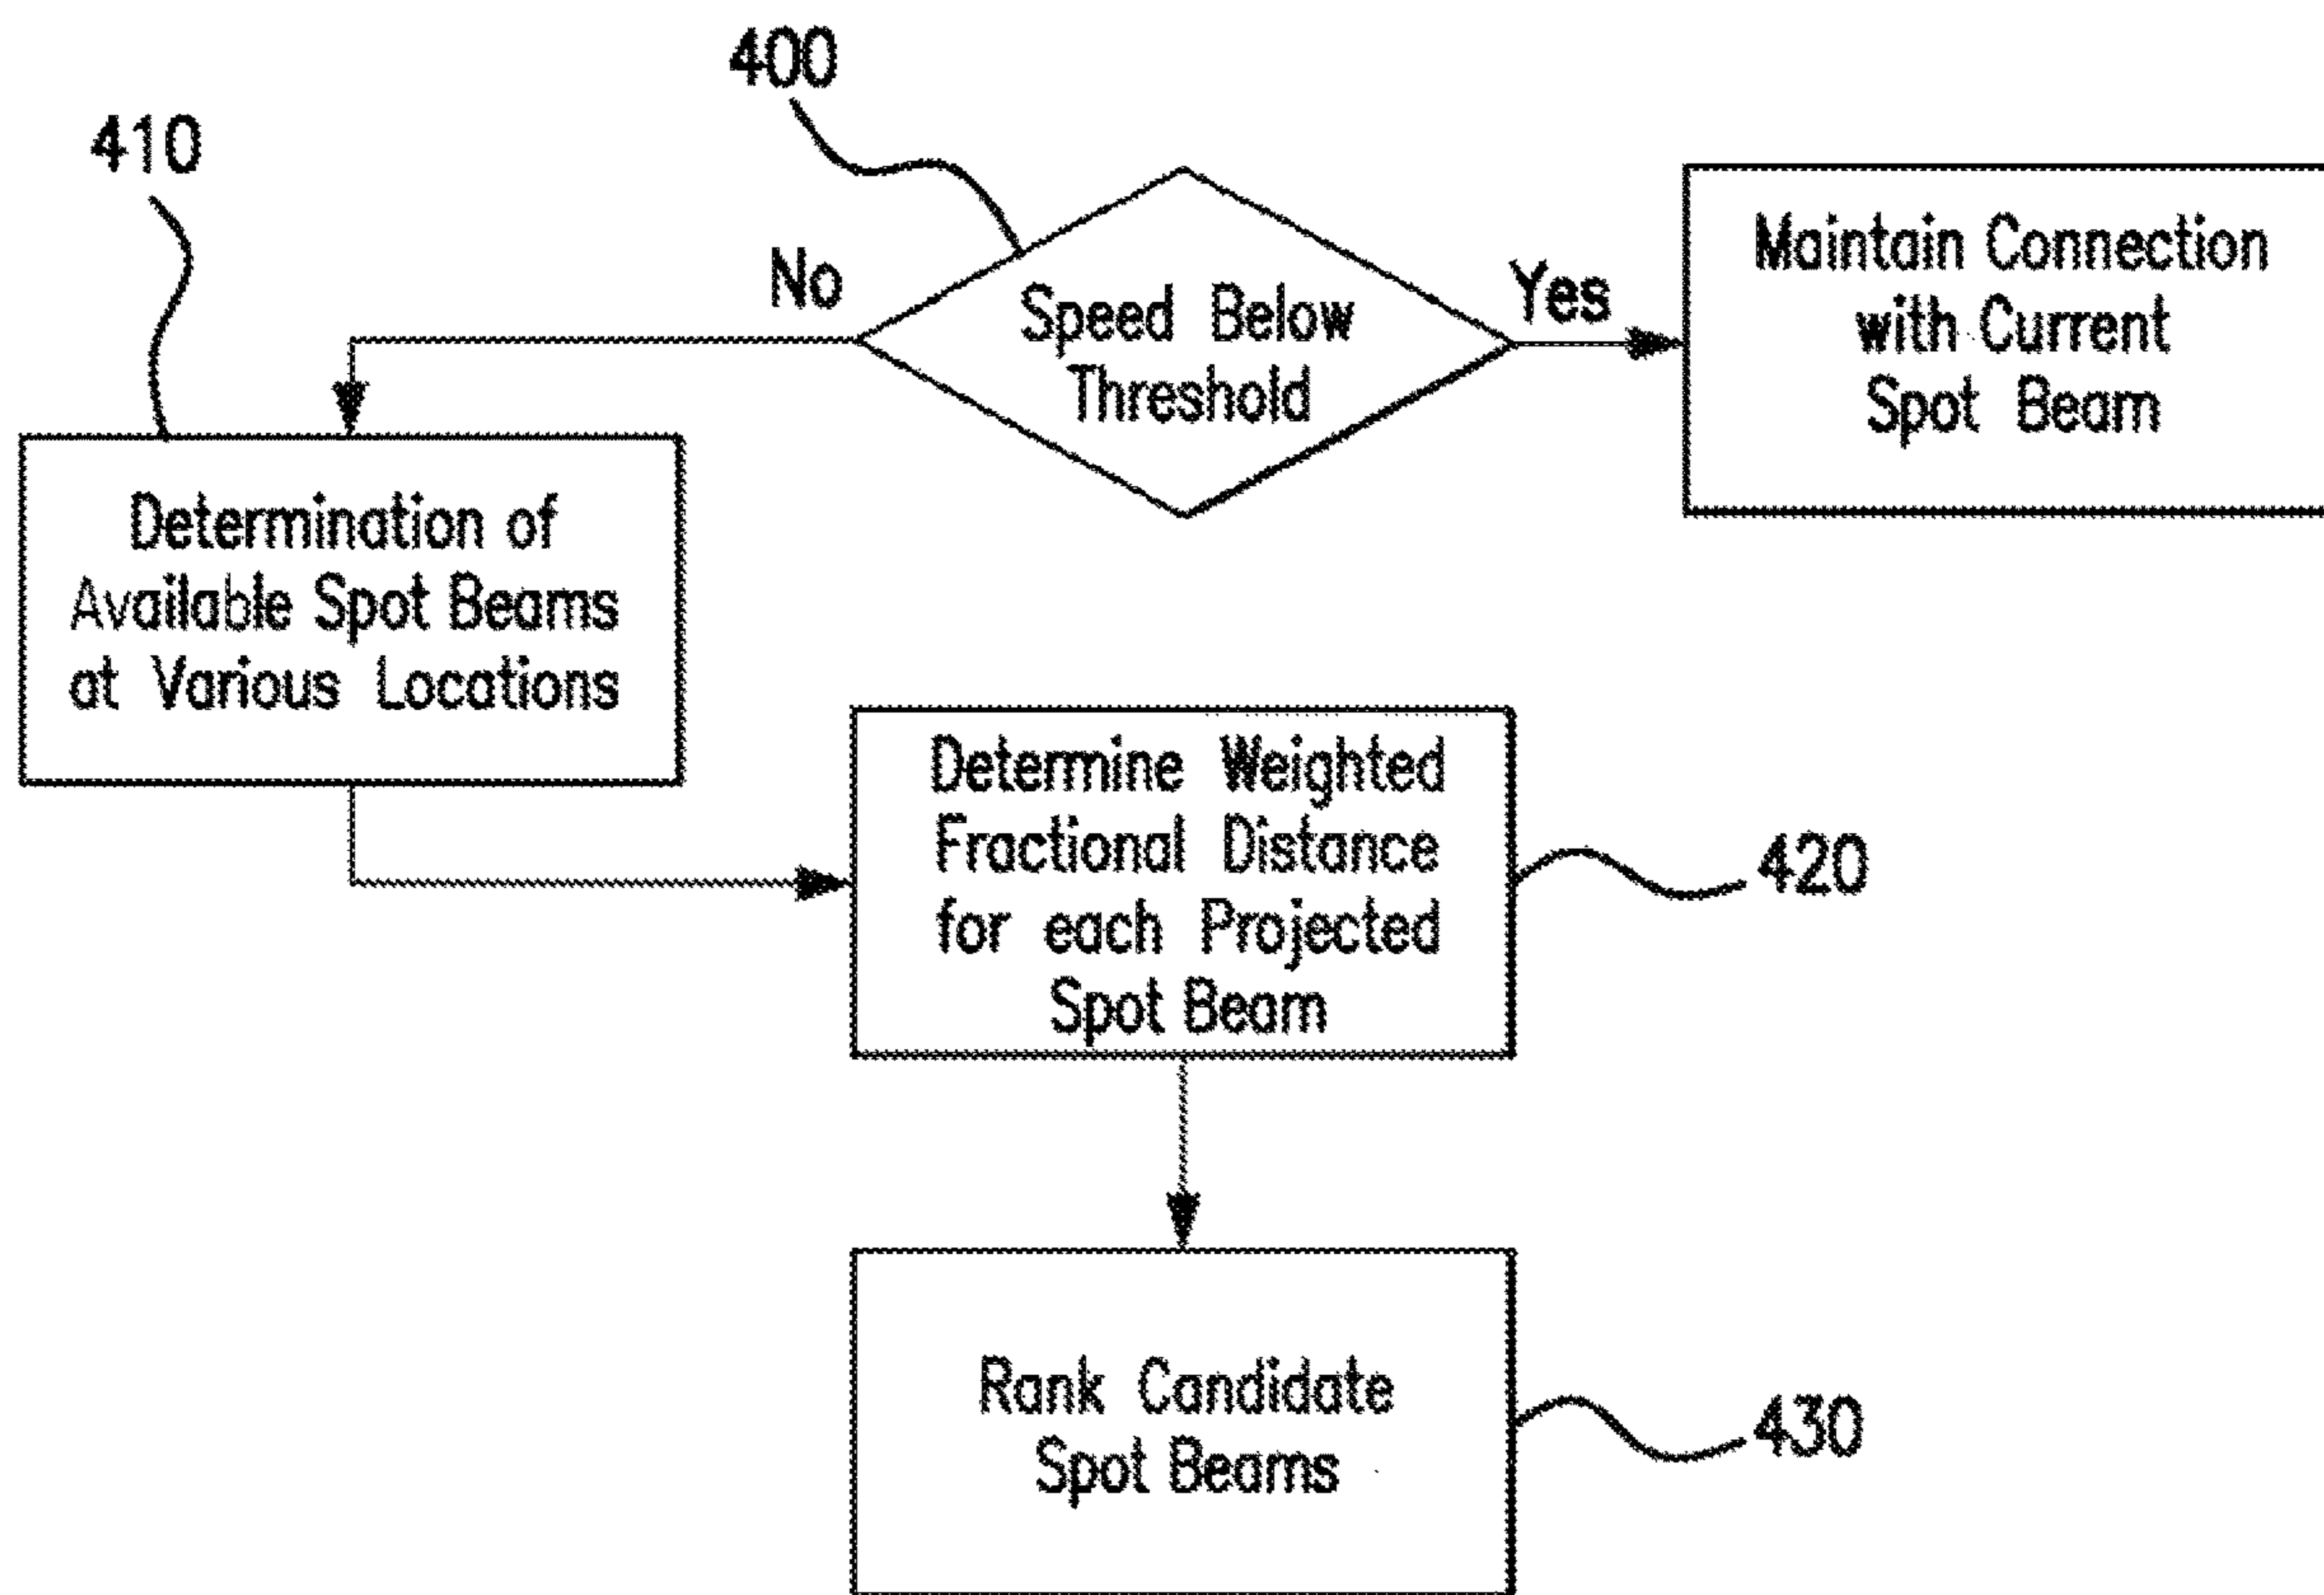 400
410
No
Speed Below
Threshold
Yes
Maintain Connection
with Current
Spot Beam
Determination of
Available Spot Beams
at Various Locations
Determine Weighted
Fractional Distance
for each Projected
Spot Beam
420
Rank Candidate
Spot Beams
430